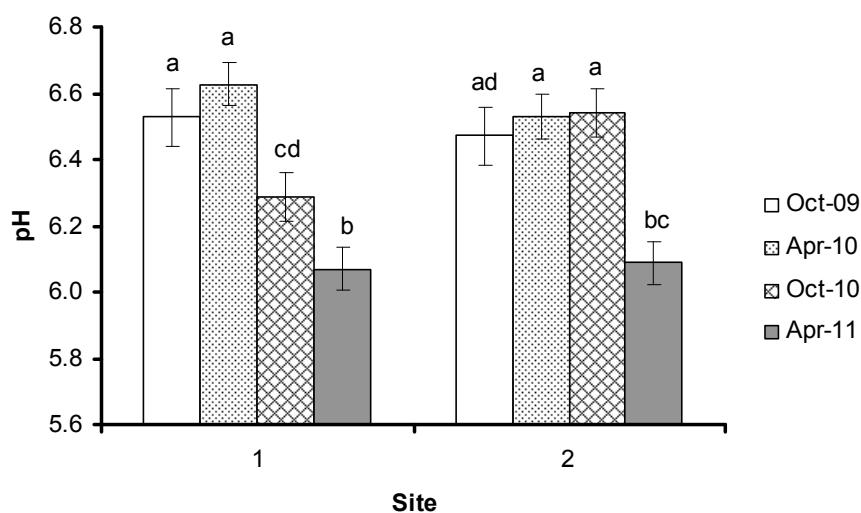 6.8
6.6
6.4
6.2
6.0
5.8
5.6
pH
a
a
cd
b
ad
a
a
bc
1
2
Site
Oct-09
Apr-10
Oct-10
Apr-11